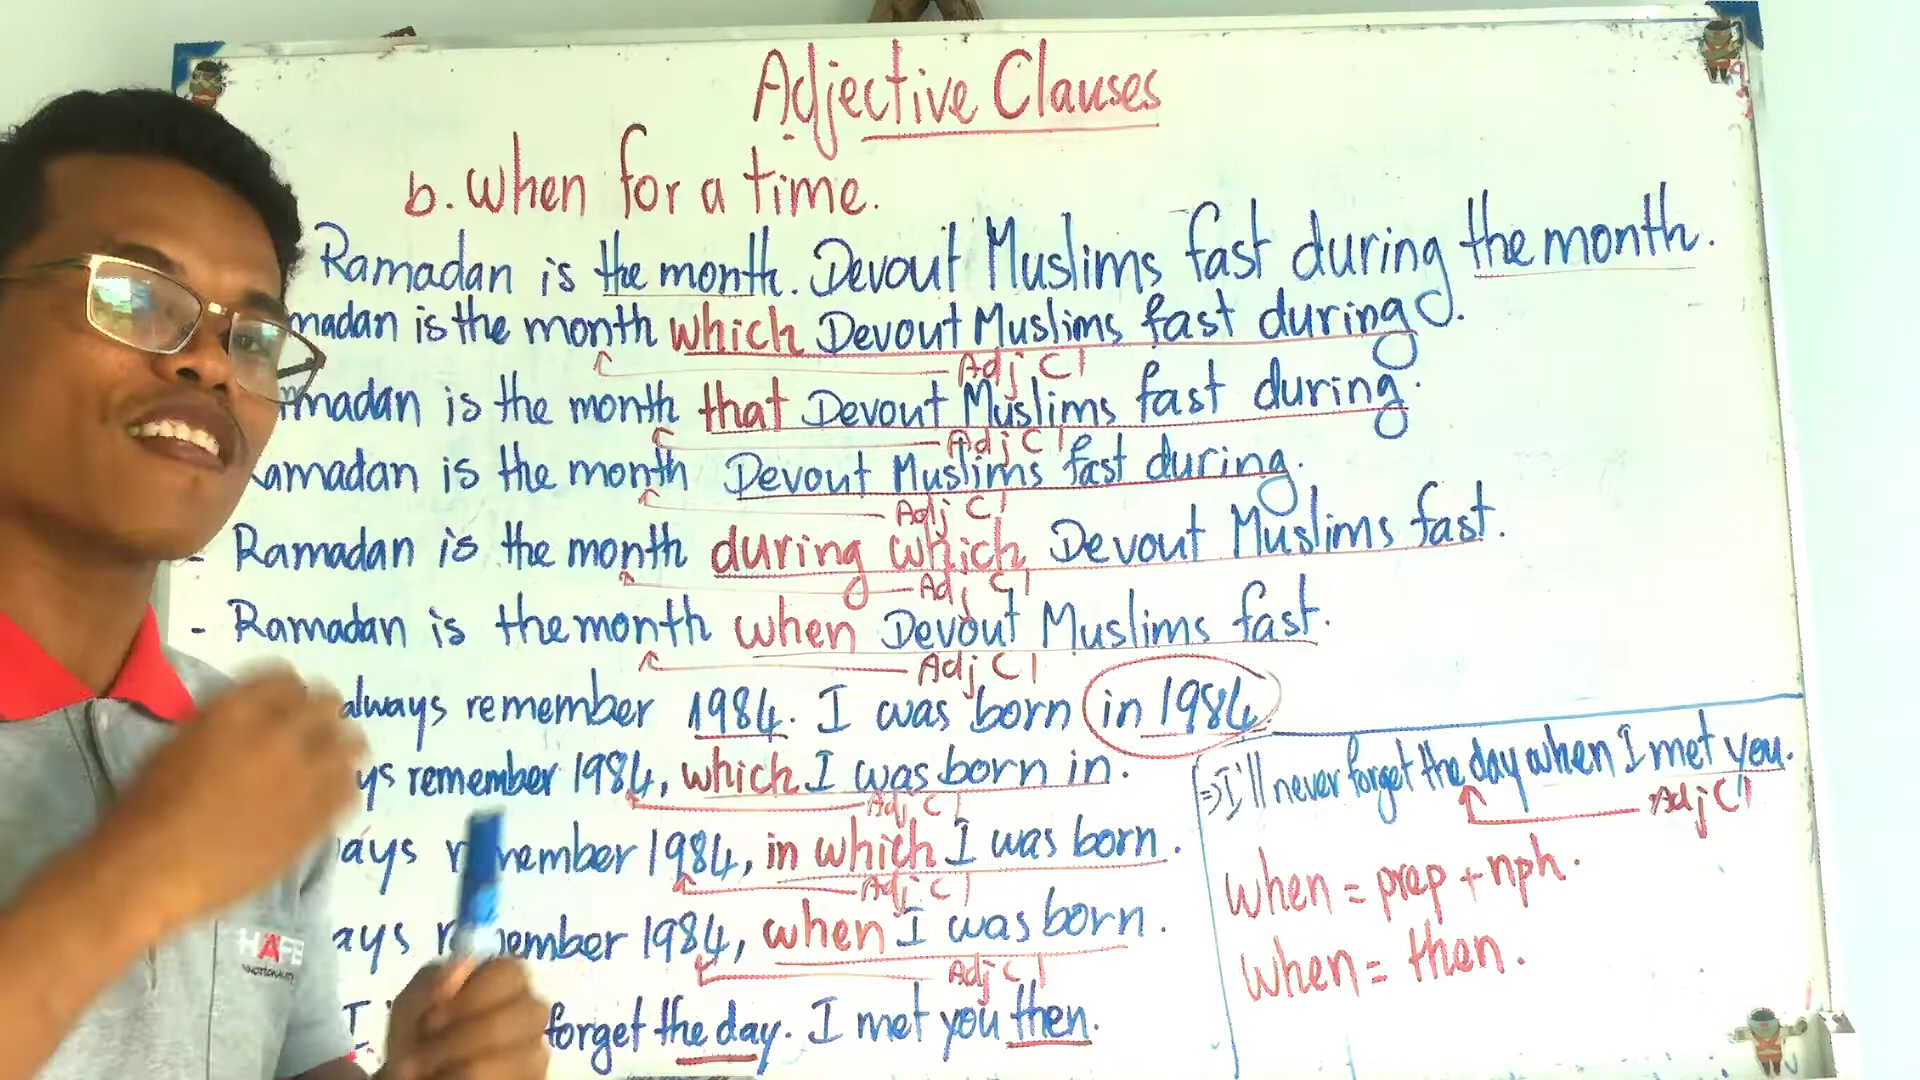 Adjective Clauses
b. When for a time.
Ramadan is the month. Devout Muslims fast during the month.
madan is the month which Devout Muslims fast during.
Adj Cl
madan is the month that Devout Muslims fast during.
Adj Cl
amadan is the month Devout Muslims fast during.
Adj Cl
- Ramadan is the month during which Devout Muslims fast.
Adj Cl
- Ramadan is the month when Devout Muslims fast.
Adj Cl
always remember 1984. I was born in 1984
ys remember 1984, which I was born in.
Adj Cl
ays remember 1984, in which I was born.
Adj Cl
ays remember 1984, when I was born.
Adj Cl
I forget the day. I met you then.
=> I'll never forget the day when I met you.
Adj Cl
when = prep + nph.
when = then.
HAFE